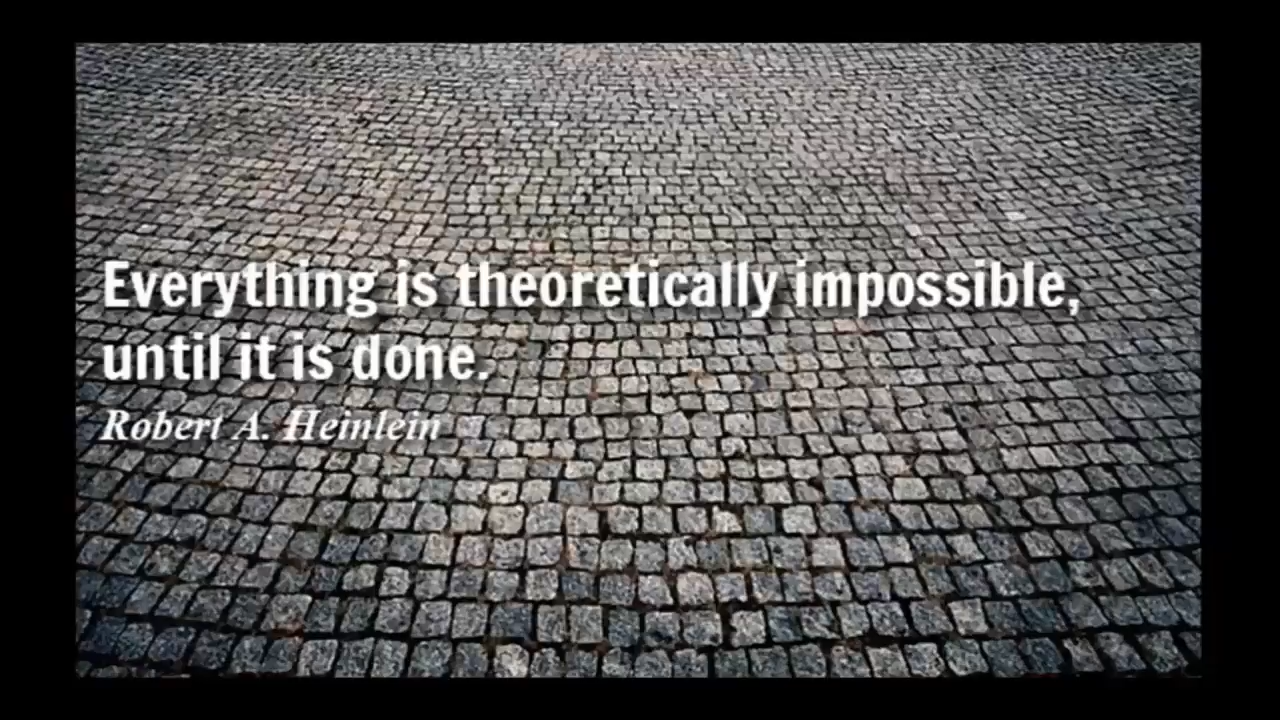 Everything is theoretically impossible,
until it is done.
Robert A. Heinlein